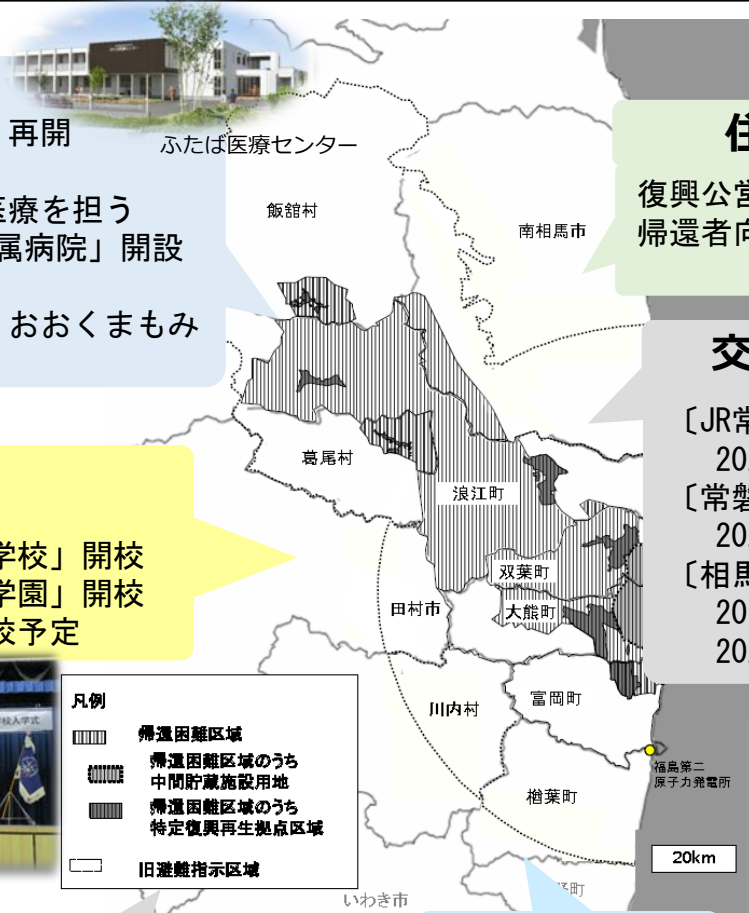 再開
ふたば医療センター
医療を担う
属病院」開設
おおくまもみ
住
復興公営
帰還者向
交
〔JR常
20
〔常磐
20
〔相馬
20
20
学校」開校
学園」開校
校予定
校入学式
飯舘村
南相馬市
葛尾村
浪江町
双葉町
大熊町
田村市
川内村
富岡町
楢葉町
福島第二
原子力発電所
凡例
帰還困難区域
帰還困難区域のうち
中間貯蔵施設用地
帰還困難区域のうち
特定復興再生拠点区域
旧避難指示区域
20km
いわき市
野町